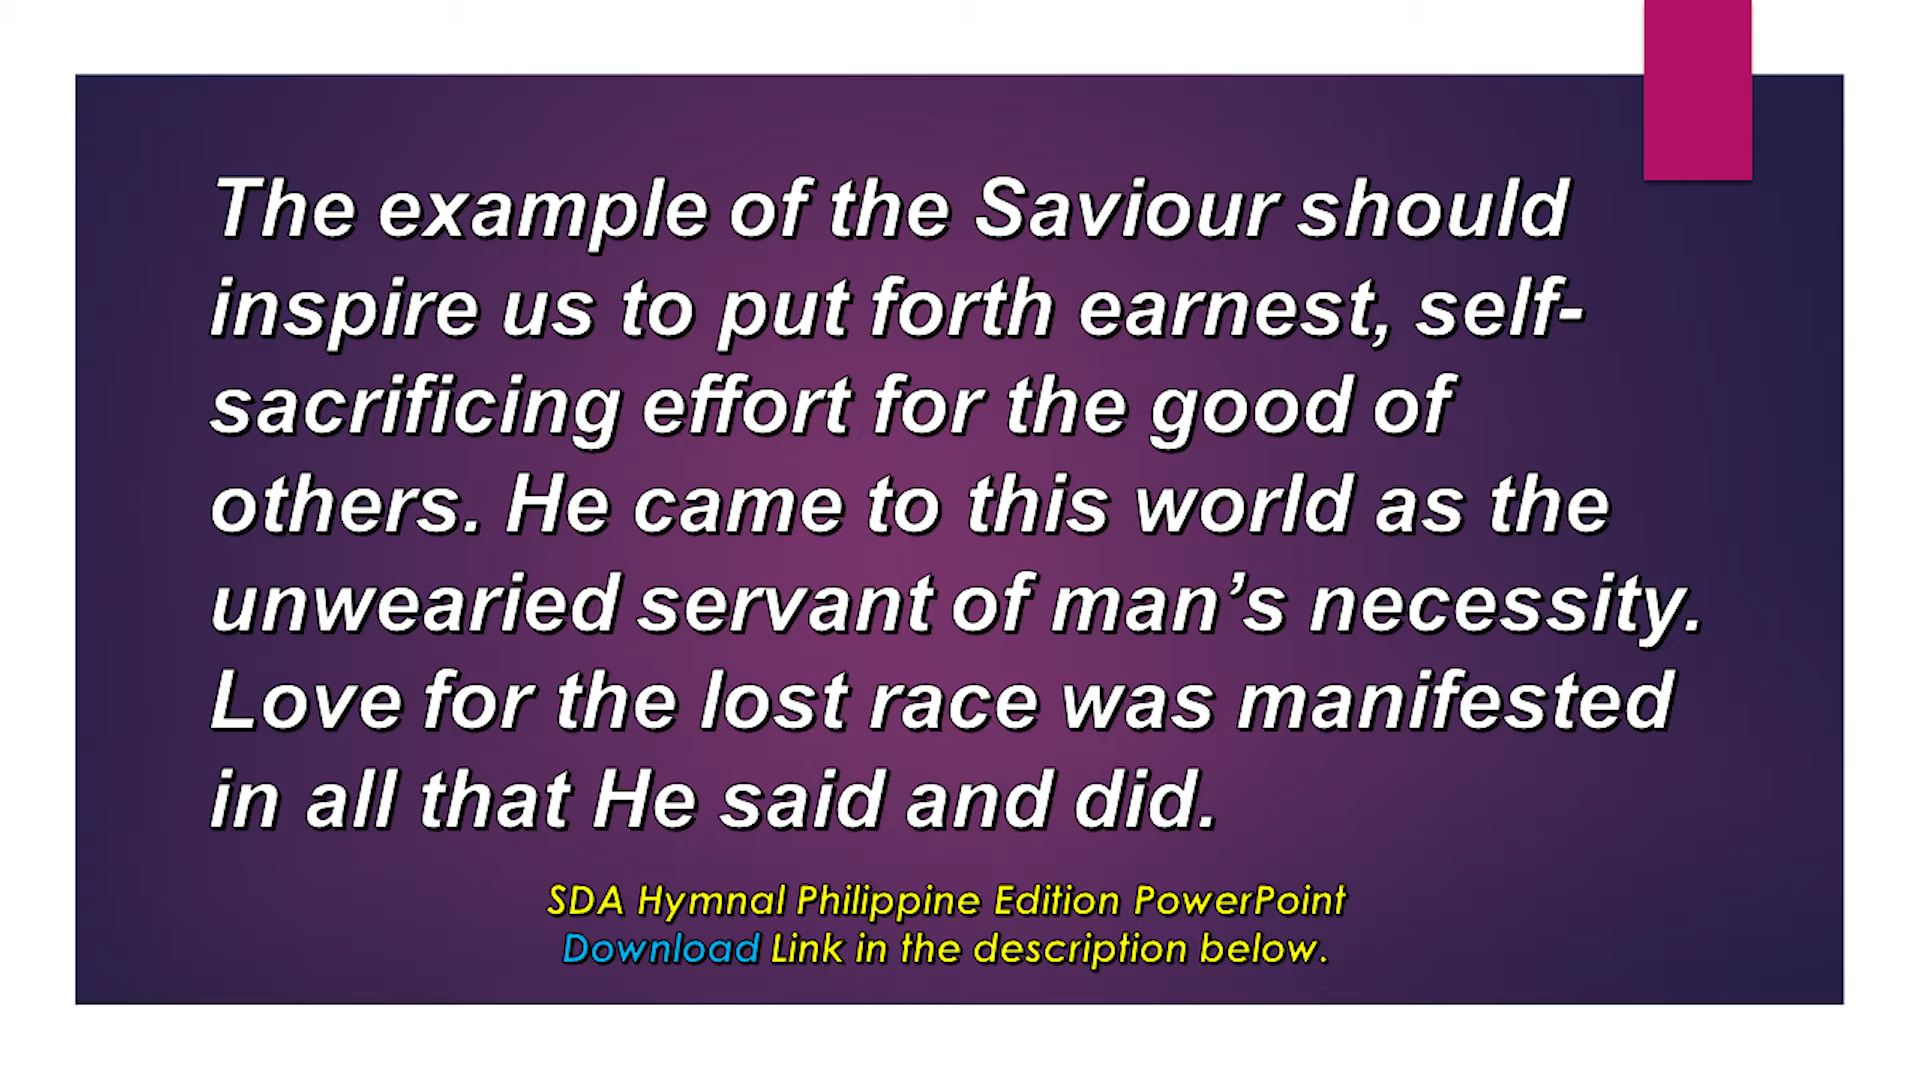 The example of the Saviour should
inspire us to put forth earnest, self-
sacrificing effort for the good of
others. He came to this world as the
unwearied servant of man’s necessity.
Love for the lost race was manifested
in all that He said and did.
SDA Hymnal Philippine Edition PowerPoint
Download Link in the description below.